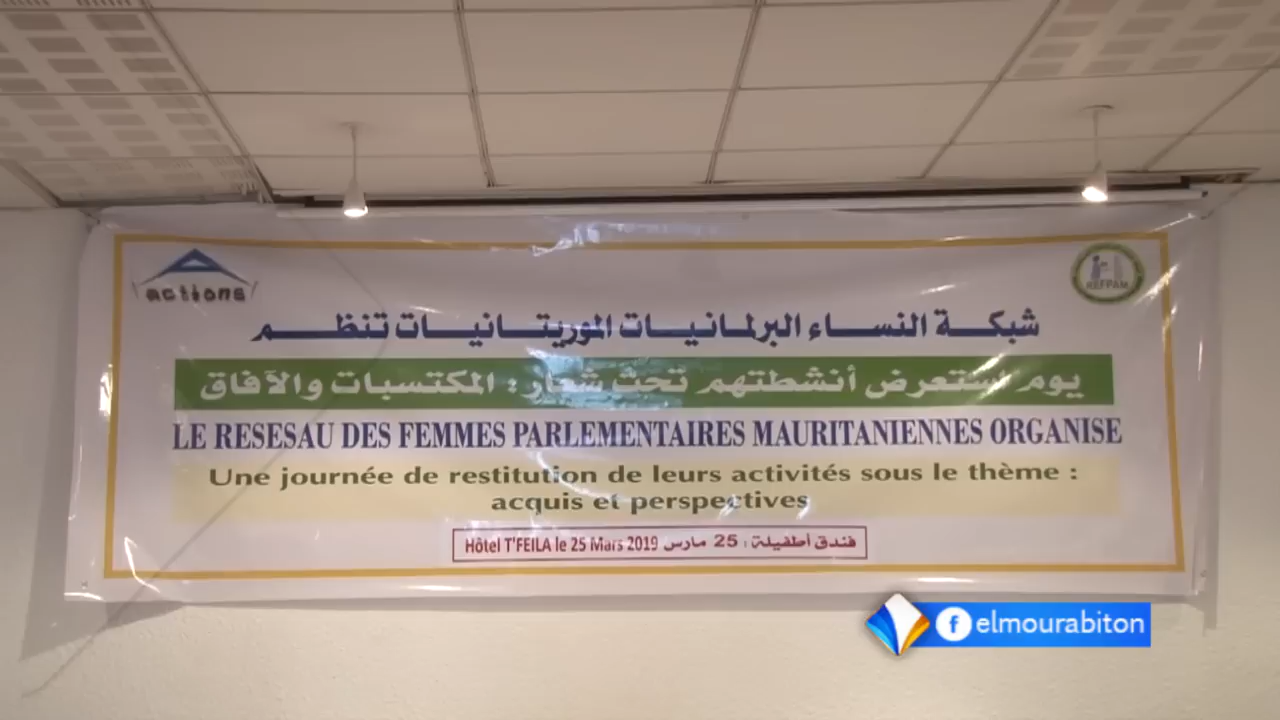 actions
REFPAM
شبكة النساء البرلمانيات الموريتانيات تنظم
يوم لستعرض أنشطتهم تحث شعار : المكتسبات والآفاق
LE RESESAU DES FEMMES PARLEMENTAIRES MAURITANIENNES ORGANISE
Une journée de restitution de leurs activités sous le thème :
acquis et perspectives
Hôtel T'FEILA le 25 Mars 2019 فندق أطفيلة : 25 مارس
elmourabiton